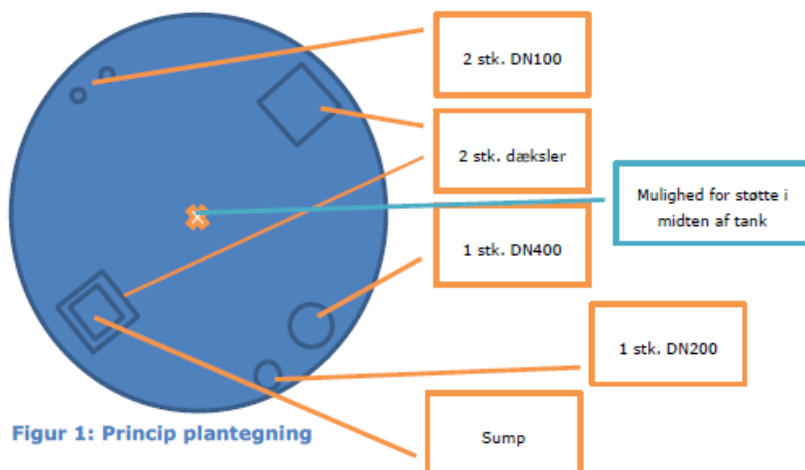 2 stk. DN100
2 stk. dæksler
Mulighed for støtte i
midten af tank
1 stk. DN400
1 stk. DN200
Sump
Figur 1: Princip plantegning